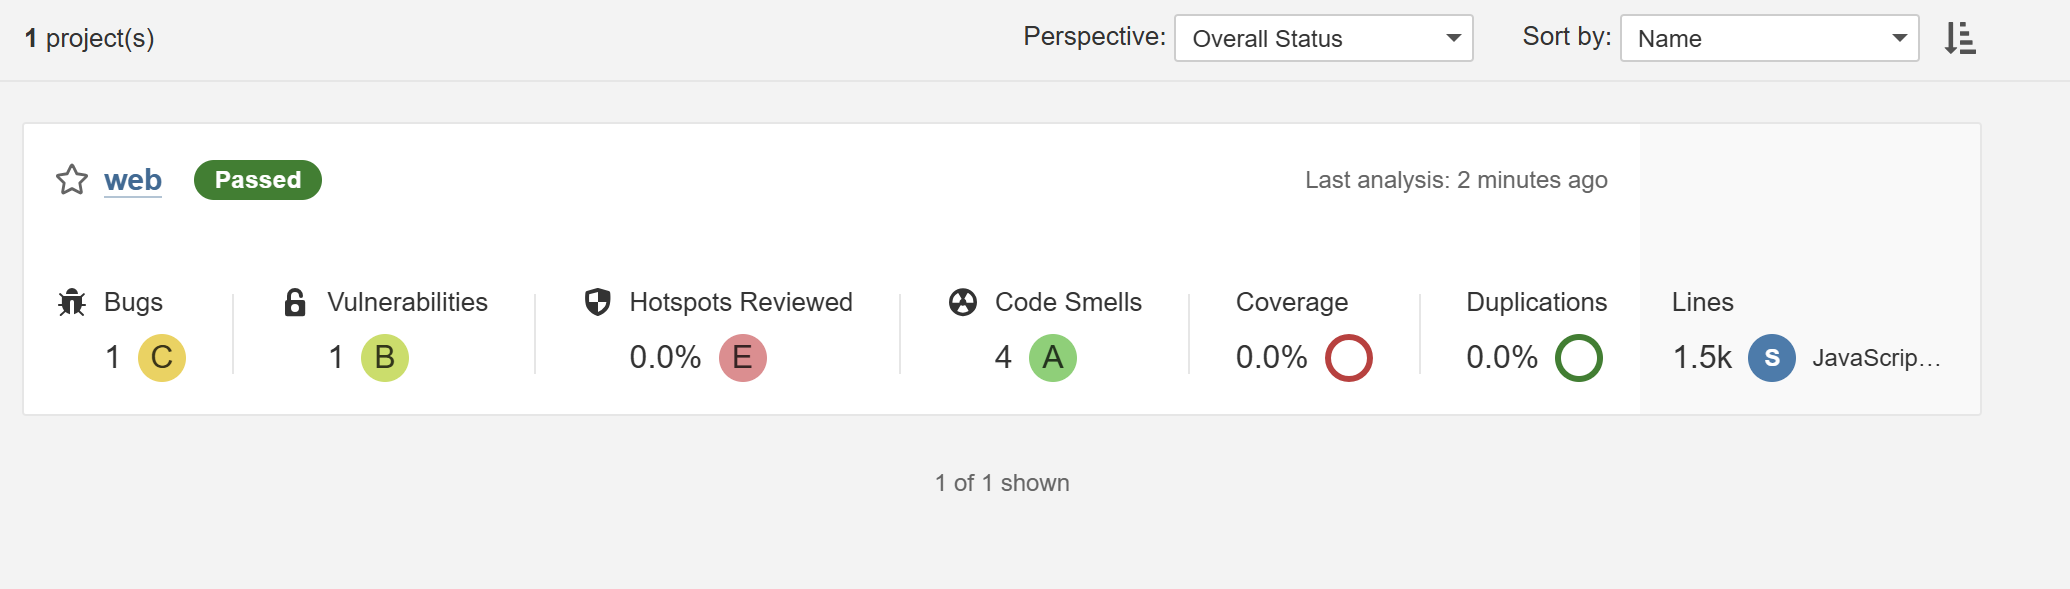 1 project(s) Perspective: Overall Status Sort by: Name
web Passed Last analysis: 2 minutes ago
Bugs Vulnerabilities Hotspots Reviewed Code Smells Coverage Duplications Lines
1 C 1 B 0.0% E 4 A 0.0% 0.0% 1.5k S JavaScrip...
1 of 1 shown